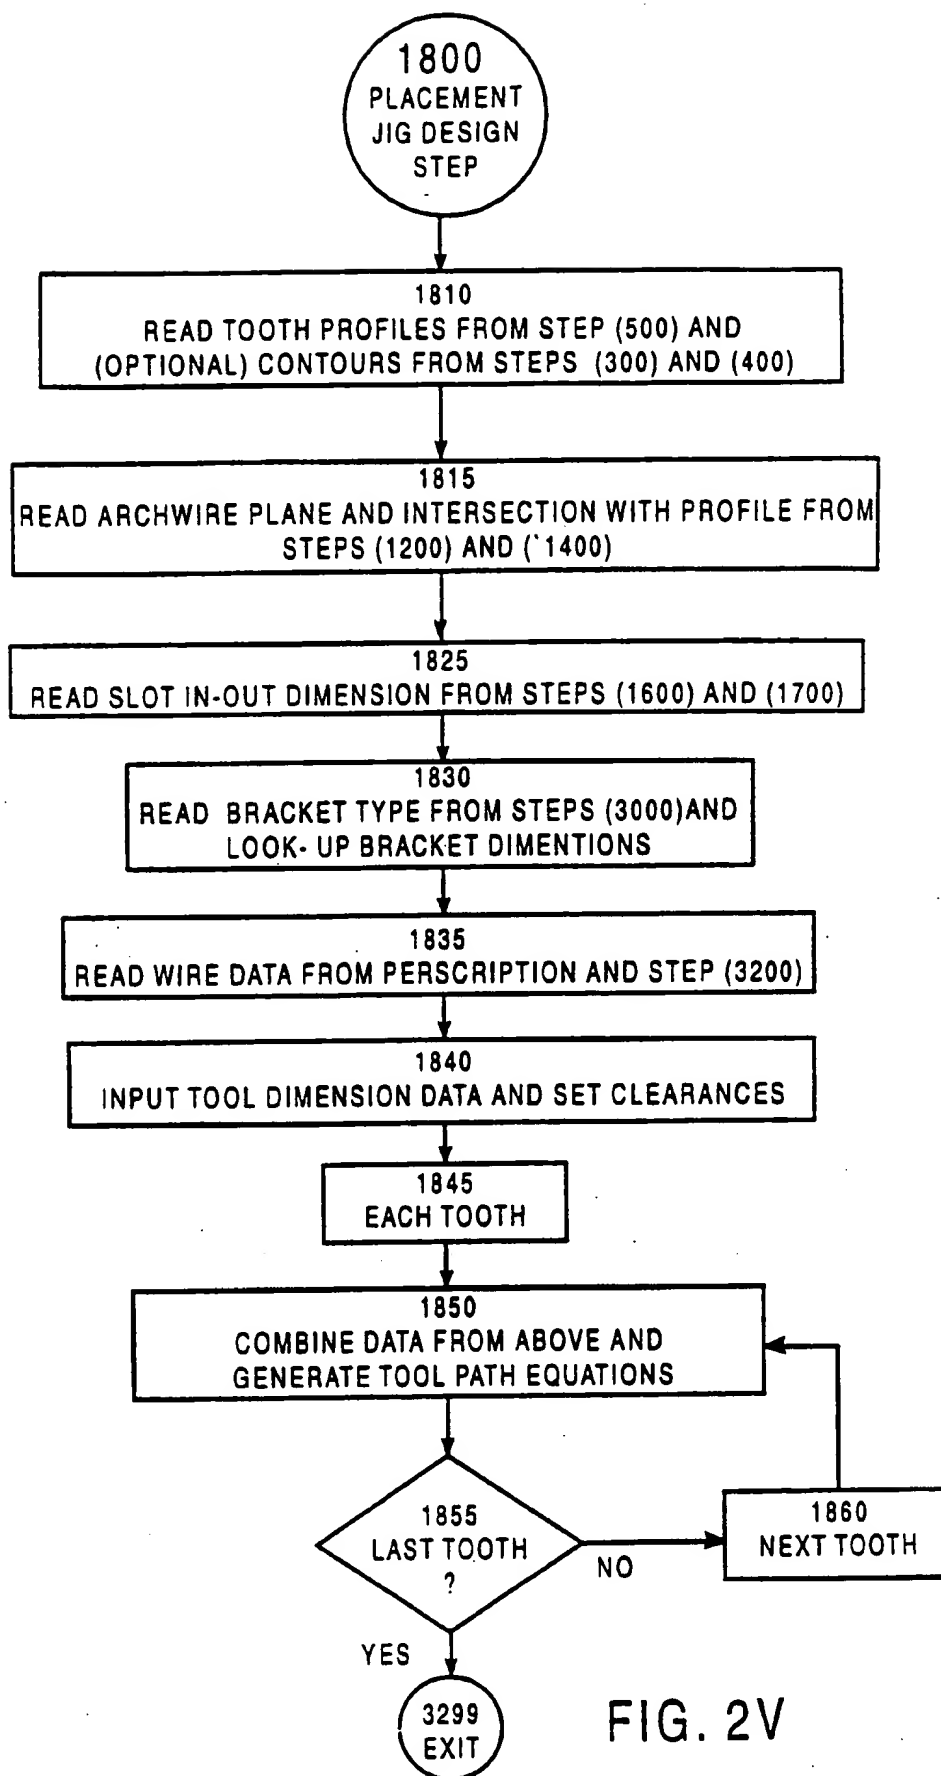 1800
PLACEMENT
JIG DESIGN
STEP
1810
READ TOOTH PROFILES FROM STEP (500) AND
(OPTIONAL) CONTOURS FROM STEPS (300) AND (400)
1815
READ ARCHWIRE PLANE AND INTERSECTION WITH PROFILE FROM
STEPS (1200) AND (`1400)
1825
READ SLOT IN-OUT DIMENSION FROM STEPS (1600) AND (1700)
1830
READ BRACKET TYPE FROM STEPS (3000)AND
LOOK- UP BRACKET DIMENTIONS
1835
READ WIRE DATA FROM PERSCRIPTION AND STEP (3200)
1840
INPUT TOOL DIMENSION DATA AND SET CLEARANCES
1845
EACH TOOTH
1850
COMBINE DATA FROM ABOVE AND
GENERATE TOOL PATH EQUATIONS
1855
LAST TOOTH
?
NO
1860
NEXT TOOTH
YES
3299
EXIT
FIG. 2V